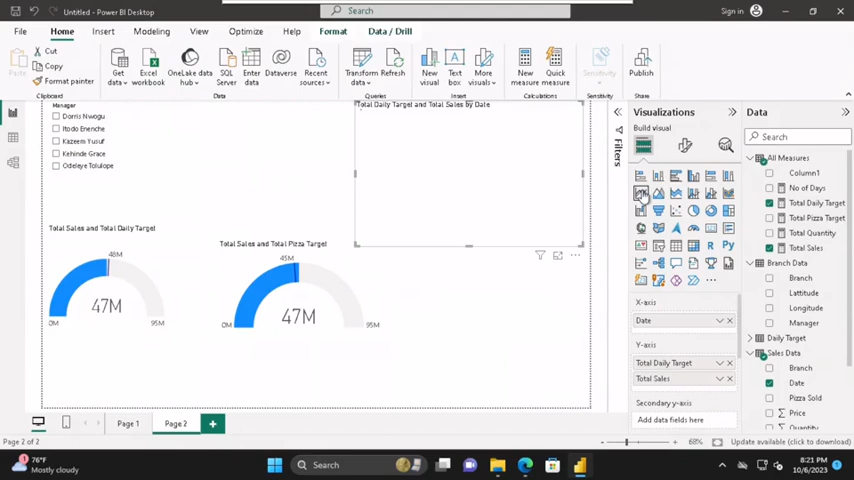 Untitled - Power BI Desktop
Search
Sign in
File Home Insert Modeling View Optimize Help Format Data / Drill
Paste
Cut
Copy
Format painter
Clipboard
Get data
Excel workbook
OneLake data hub
SQL Server
Enter data
Dataverse
Recent sources
Data
Transform data
Refresh
Queries
New visual
Text box
More visuals
Insert
New measure
Quick measure
Calculations
Sensitivity
Sensitivity
Publish
Share
Manager
Dorris Nwogu
Itodo Enenche
Kazeem Yusuf
Kehinde Grace
Odeleye Tolulope
Total Daily Target and Total Sales by Date
Total Sales and Total Daily Target
48M
47M
0M
95M
Total Sales and Total Pizza Target
45M
47M
0M
95M
Filters
Visualizations
Build visual
R
Py
X-axis
Date
Y-axis
Total Daily Target
Total Sales
Secondary y-axis
Add data fields here
Data
Search
All Measures
Column1
No of Days
Total Daily Target
Total Pizza Target
Total Quantity
Total Sales
Branch Data
Branch
Lattitude
Longitude
Manager
Daily Target
Sales Data
Branch
Date
Pizza Sold
Price
Quantity
Page 1
Page 2
Page 2 of 2
68%
Update available (click to download)
1
76°F
Mostly cloudy
Search
8:21 PM
10/6/2023